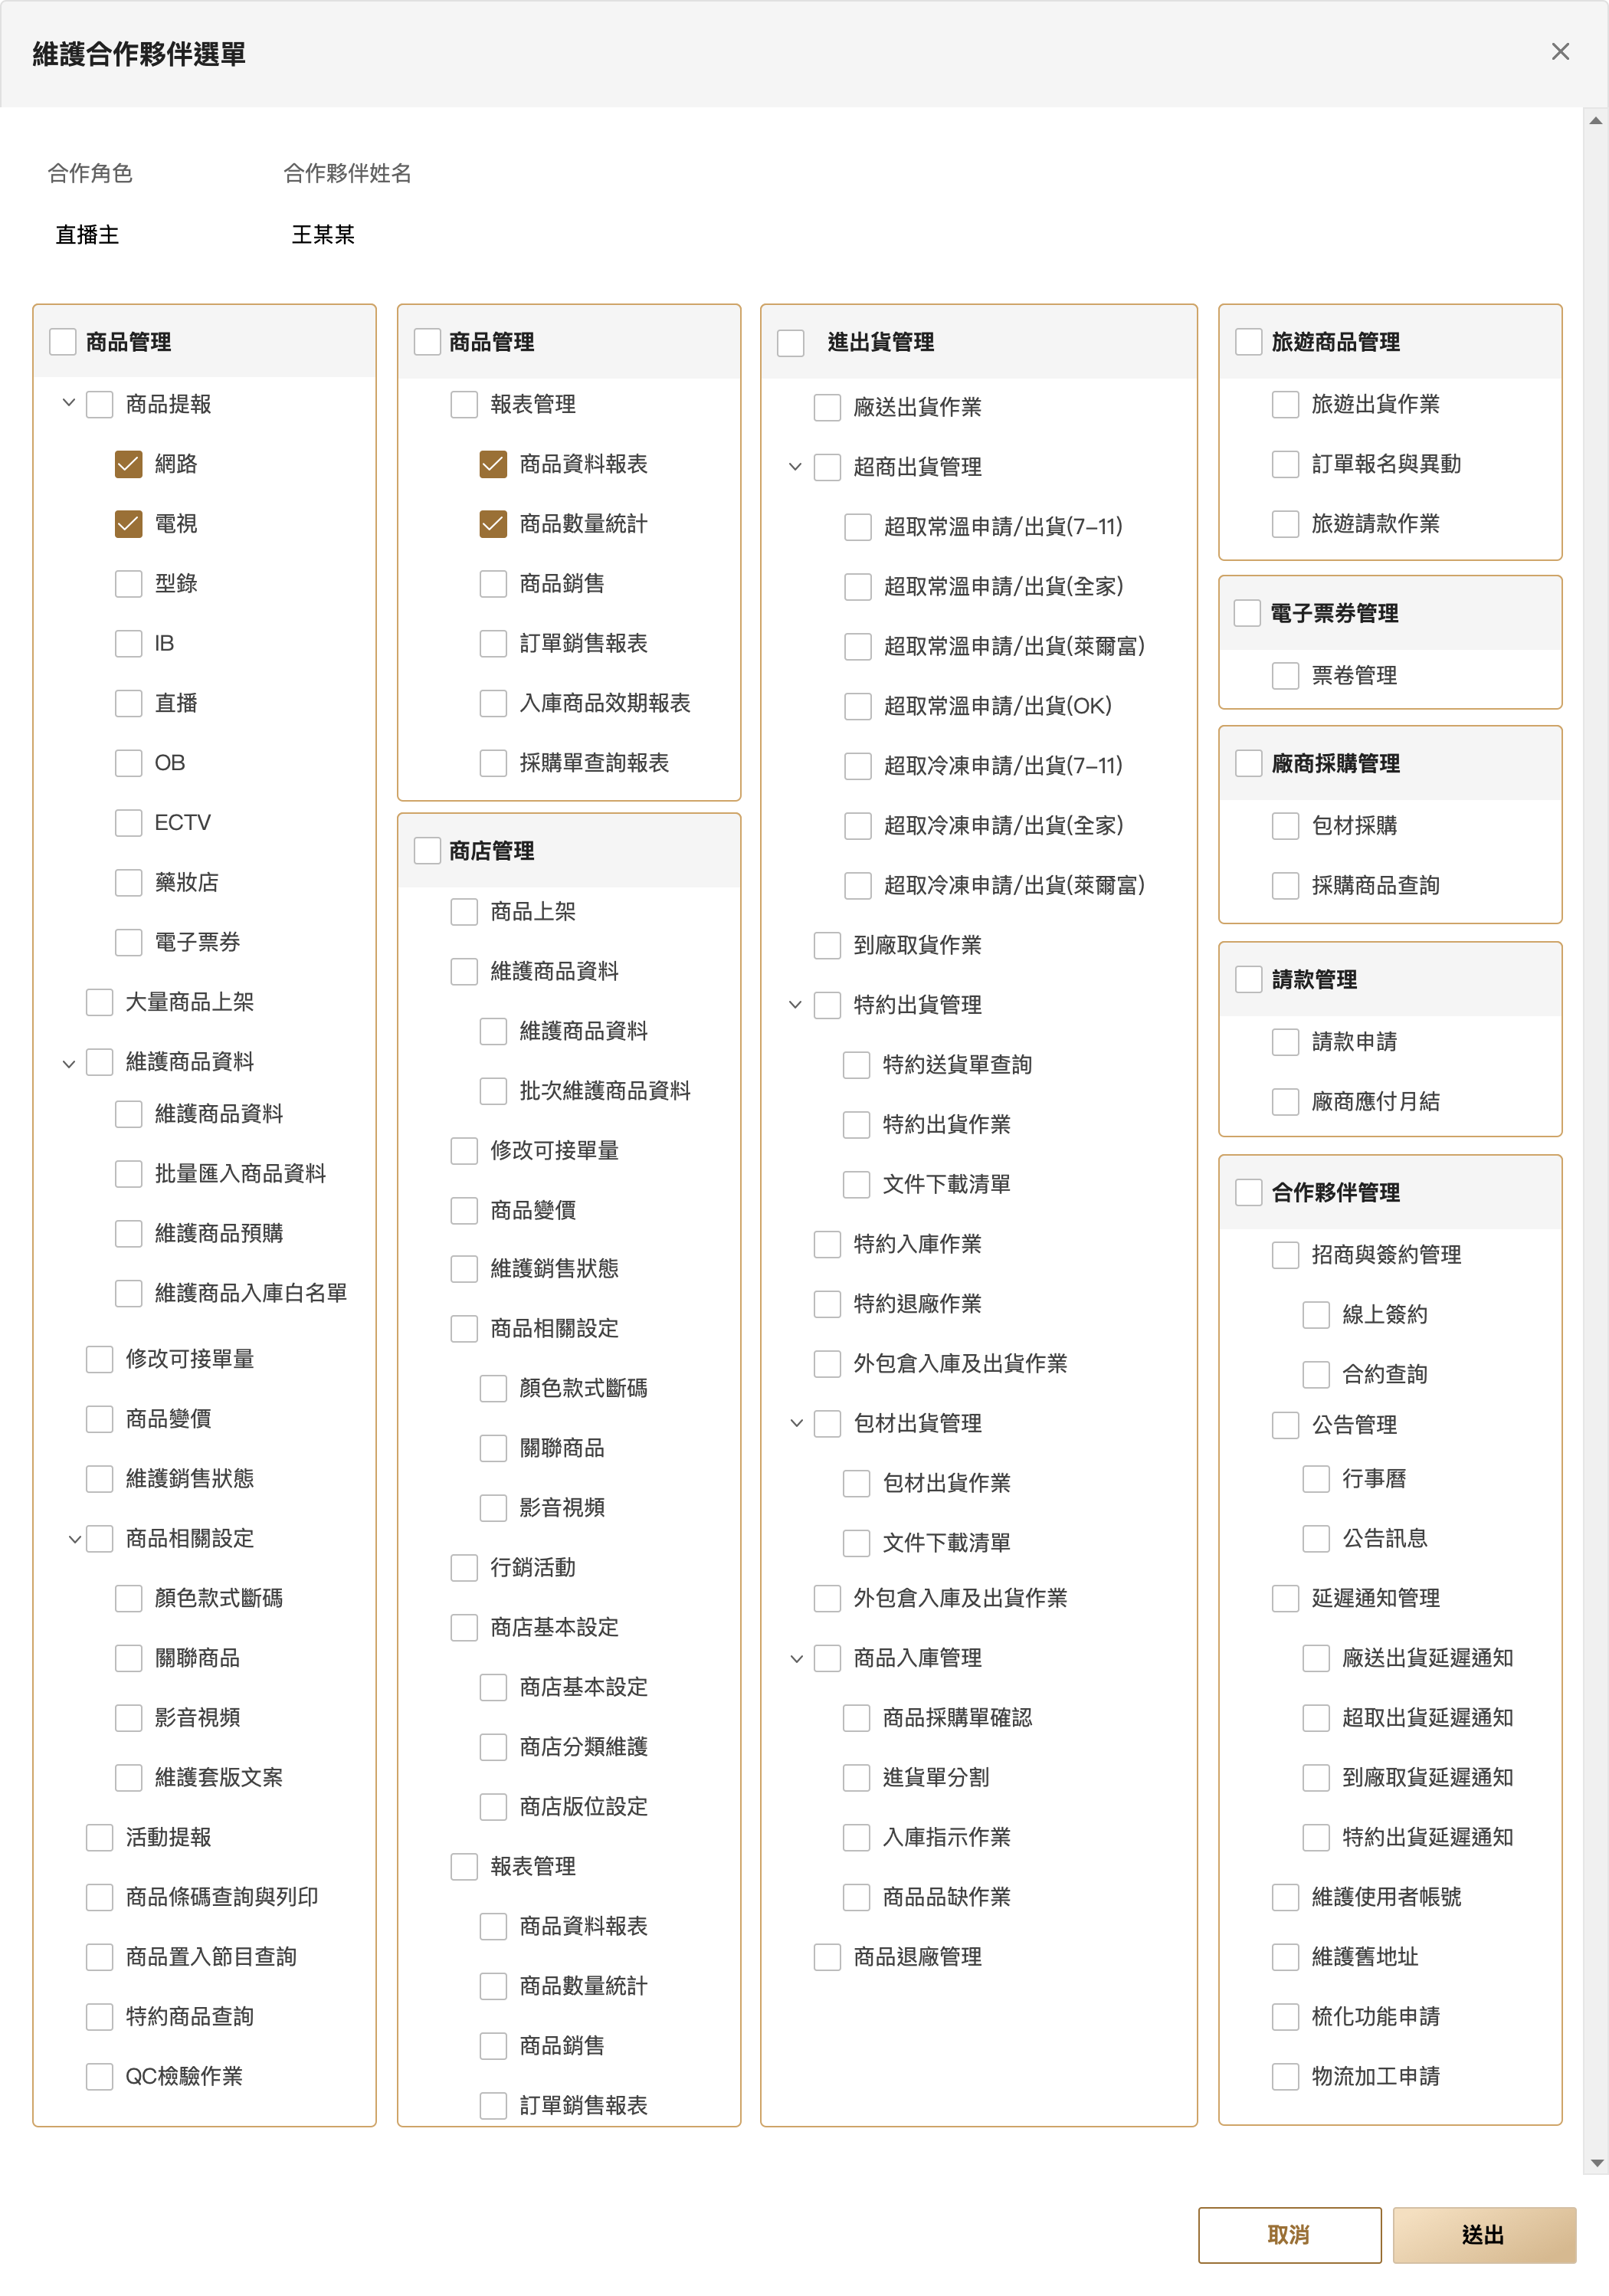 維護合作夥伴選單
合作角色
合作夥伴姓名
直播主
王某某
商品管理
商品提報
網路
電視
型錄
IB
直播
OB
ECTV
藥妝店
電子票券
大量商品上架
維護商品資料
維護商品資料
批量匯入商品資料
維護商品預購
維護商品入庫白名單
修改可接單量
商品變價
維護銷售狀態
商品相關設定
顏色款式斷碼
關聯商品
影音視頻
維護套版文案
活動提報
商品條碼查詢與列印
商品置入節目查詢
特約商品查詢
QC檢驗作業
商品管理
報表管理
商品資料報表
商品數量統計
商品銷售
訂單銷售報表
入庫商品效期報表
採購單查詢報表
商店管理
商品上架
維護商品資料
維護商品資料
批次維護商品資料
修改可接單量
商品變價
維護銷售狀態
商品相關設定
顏色款式斷碼
關聯商品
影音視頻
行銷活動
商店基本設定
商店基本設定
商店分類維護
商店版位設定
報表管理
商品資料報表
商品數量統計
商品銷售
訂單銷售報表
進出貨管理
廠送出貨作業
超商出貨管理
超取常溫申請/出貨(7-11)
超取常溫申請/出貨(全家)
超取常溫申請/出貨(萊爾富)
超取常溫申請/出貨(OK)
超取冷凍申請/出貨(7-11)
超取冷凍申請/出貨(全家)
超取冷凍申請/出貨(萊爾富)
到廠取貨作業
特約出貨管理
特約送貨單查詢
特約出貨作業
文件下載清單
特約入庫作業
特約退廠作業
外包倉入庫及出貨作業
包材出貨管理
包材出貨作業
文件下載清單
外包倉入庫及出貨作業
商品入庫管理
商品採購單確認
進貨單分割
入庫指示作業
商品品缺作業
商品退廠管理
旅遊商品管理
旅遊出貨作業
訂單報名與異動
旅遊請款作業
電子票券管理
票卷管理
廠商採購管理
包材採購
採購商品查詢
請款管理
請款申請
廠商應付月結
合作夥伴管理
招商與簽約管理
線上簽約
合約查詢
公告管理
行事曆
公告訊息
延遲通知管理
廠送出貨延遲通知
超取出貨延遲通知
到廠取貨延遲通知
特約出貨延遲通知
維護使用者帳號
維護舊地址
梳化功能申請
物流加工申請
取消
送出